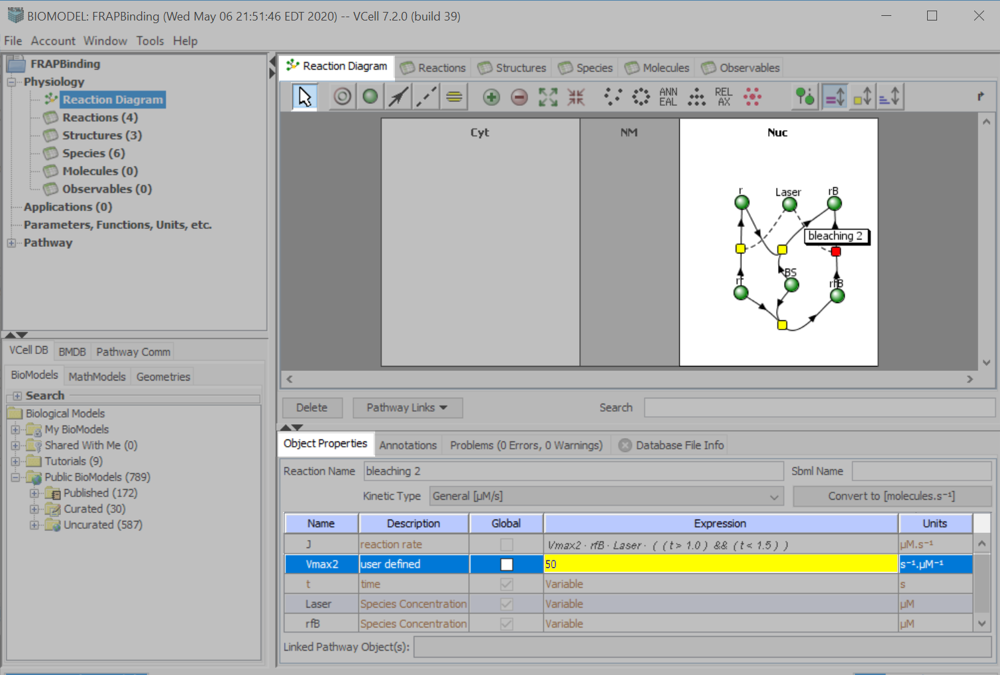 BIOMODEL: FRAPBinding (Wed May 06 21:51:46 EDT 2020) -- VCell 7.2.0 (build 39)
File Account Window Tools Help
FRAPBinding
Physiology
Reaction Diagram
Reactions (4)
Structures (3)
Species (6)
Molecules (0)
Observables (0)
Applications (0)
Parameters, Functions, Units, etc.
Pathway
VCell DB BMDB Pathway Comm
BioModels MathModels Geometries
Search
Biological Models
My BioModels
Shared With Me (0)
Tutorials (9)
Public BioModels (789)
Published (172)
Curated (30)
Uncurated (587)
Reaction Diagram Reactions Structures Species Molecules Observables
ANN EAL REL AX
Cyt NM Nuc
r Laser rB
bleaching 2
BS
rf rfB
Delete Pathway Links Search
Object Properties Annotations Problems (0 Errors, 0 Warnings) Database File Info
Reaction Name bleaching 2 Sbml Name
Kinetic Type General [µM/s] Convert to [molecules.s⁻¹]
Name Description Global Expression Units
J reaction rate Vmax2 · rfB · Laser · ( ( t > 1.0 ) && ( t < 1.5 ) ) µM.s⁻¹
Vmax2 user defined 50 s⁻¹.µM⁻¹
t time Variable s
Laser Species Concentration Variable µM
rfB Species Concentration Variable µM
Linked Pathway Object(s):